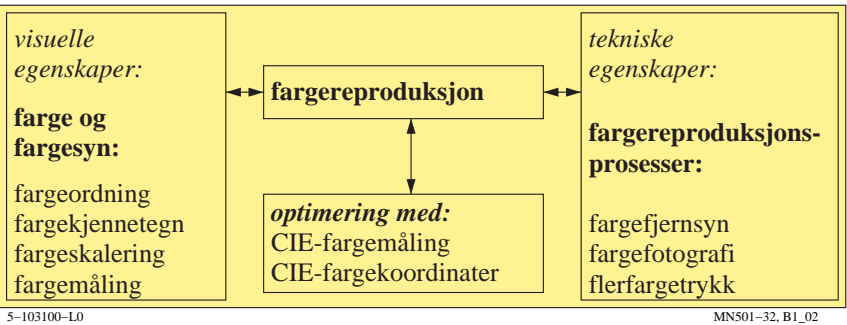 visuelle
egenskaper:
farge og
fargesyn:
fargeordning
fargekjennetegn
fargeskalering
fargemåling
fargereproduksjon
optimering med:
CIE-fargemåling
CIE-fargekoordinater
tekniske
egenskaper:
fargereproduksjons-
prosesser:
fargefjernsyn
fargefotografi
flerfargetrykk
5−103100−L0
MN501−32, B1_02